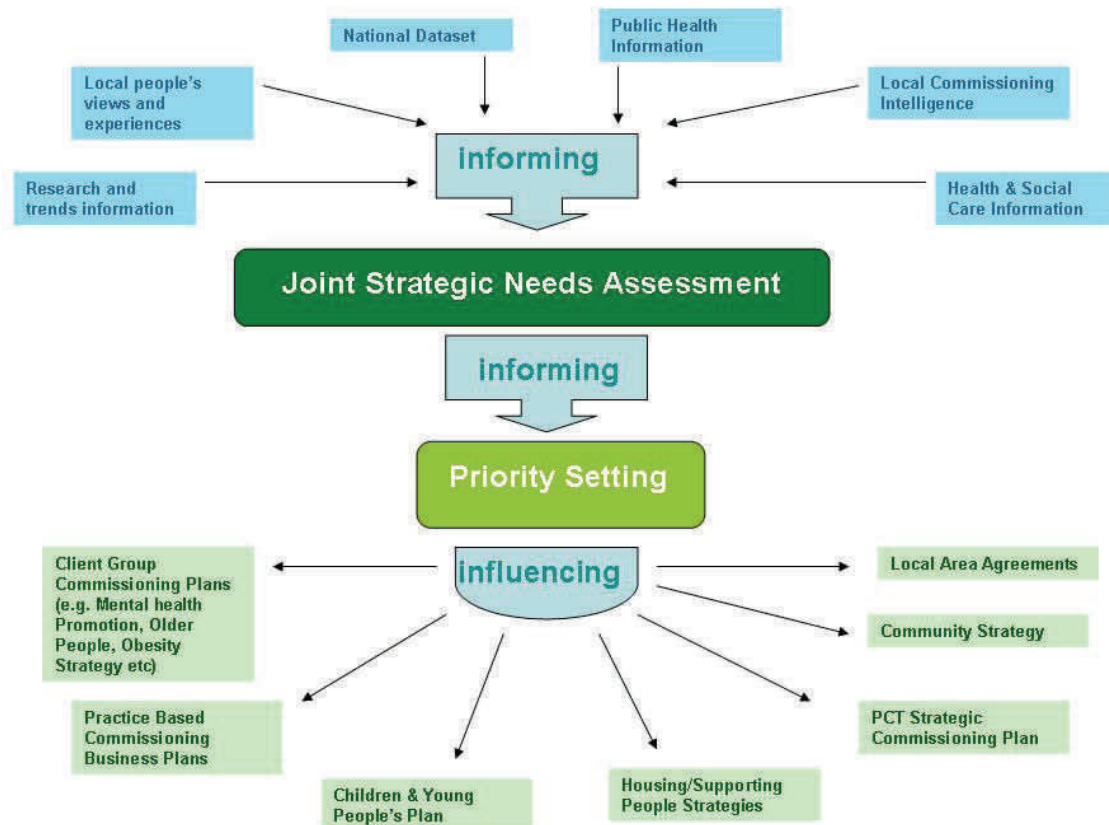 National Dataset
Public Health
Information
Local people's
views and
experiences
Local Commissioning
Intelligence
informing
Research and
trends information
Health & Social
Care Information
Joint Strategic Needs Assessment
informing
Priority Setting
influencing
Client Group
Commissioning Plans
(e.g. Mental health
Promotion, Older
People, Obesity
Strategy etc)
Local Area Agreements
Community Strategy
Practice Based
Commissioning
Business Plans
PCT Strategic
Commissioning Plan
Children & Young
People's Plan
Housing/Supporting
People Strategies